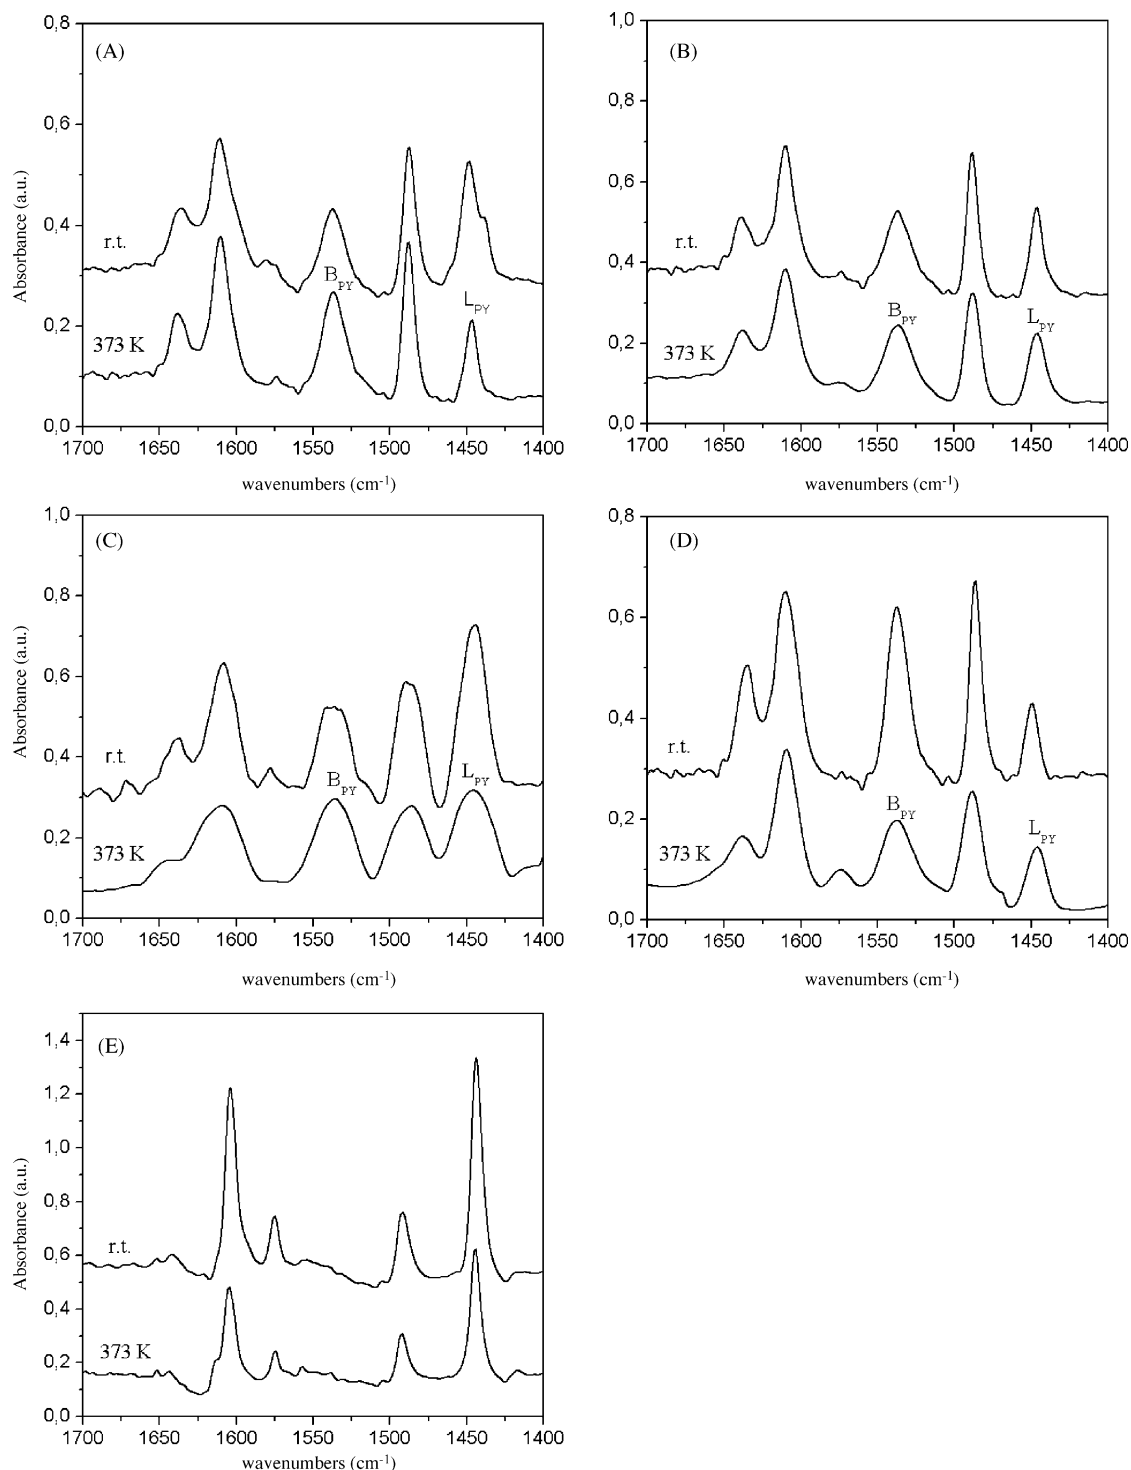 (A)
0,8
0,6
0,4
0,2
0,0
Absorbance (a.u.)
r.t.
373 K
B_PY
L_PY
1700 1650 1600 1550 1500 1450 1400
wavenumbers (cm-1)
(B)
1,0
0,8
0,6
0,4
0,2
0,0
r.t.
373 K
B_PY
L_PY
1700 1650 1600 1550 1500 1450 1400
wavenumbers (cm-1)
(C)
1,0
0,8
0,6
0,4
0,2
0,0
Absorbance (a.u.)
r.t.
373 K
B_PY
L_PY
1700 1650 1600 1550 1500 1450 1400
wavenumbers (cm-1)
(D)
0,8
0,6
0,4
0,2
0,0
r.t.
373 K
B_PY
L_PY
1700 1650 1600 1550 1500 1450 1400
wavenumbers (cm-1)
(E)
1,4
1,2
1,0
0,8
0,6
0,4
0,2
0,0
Absorbance (a.u.)
r.t.
373 K
1700 1650 1600 1550 1500 1450 1400
wavenumbers (cm-1)